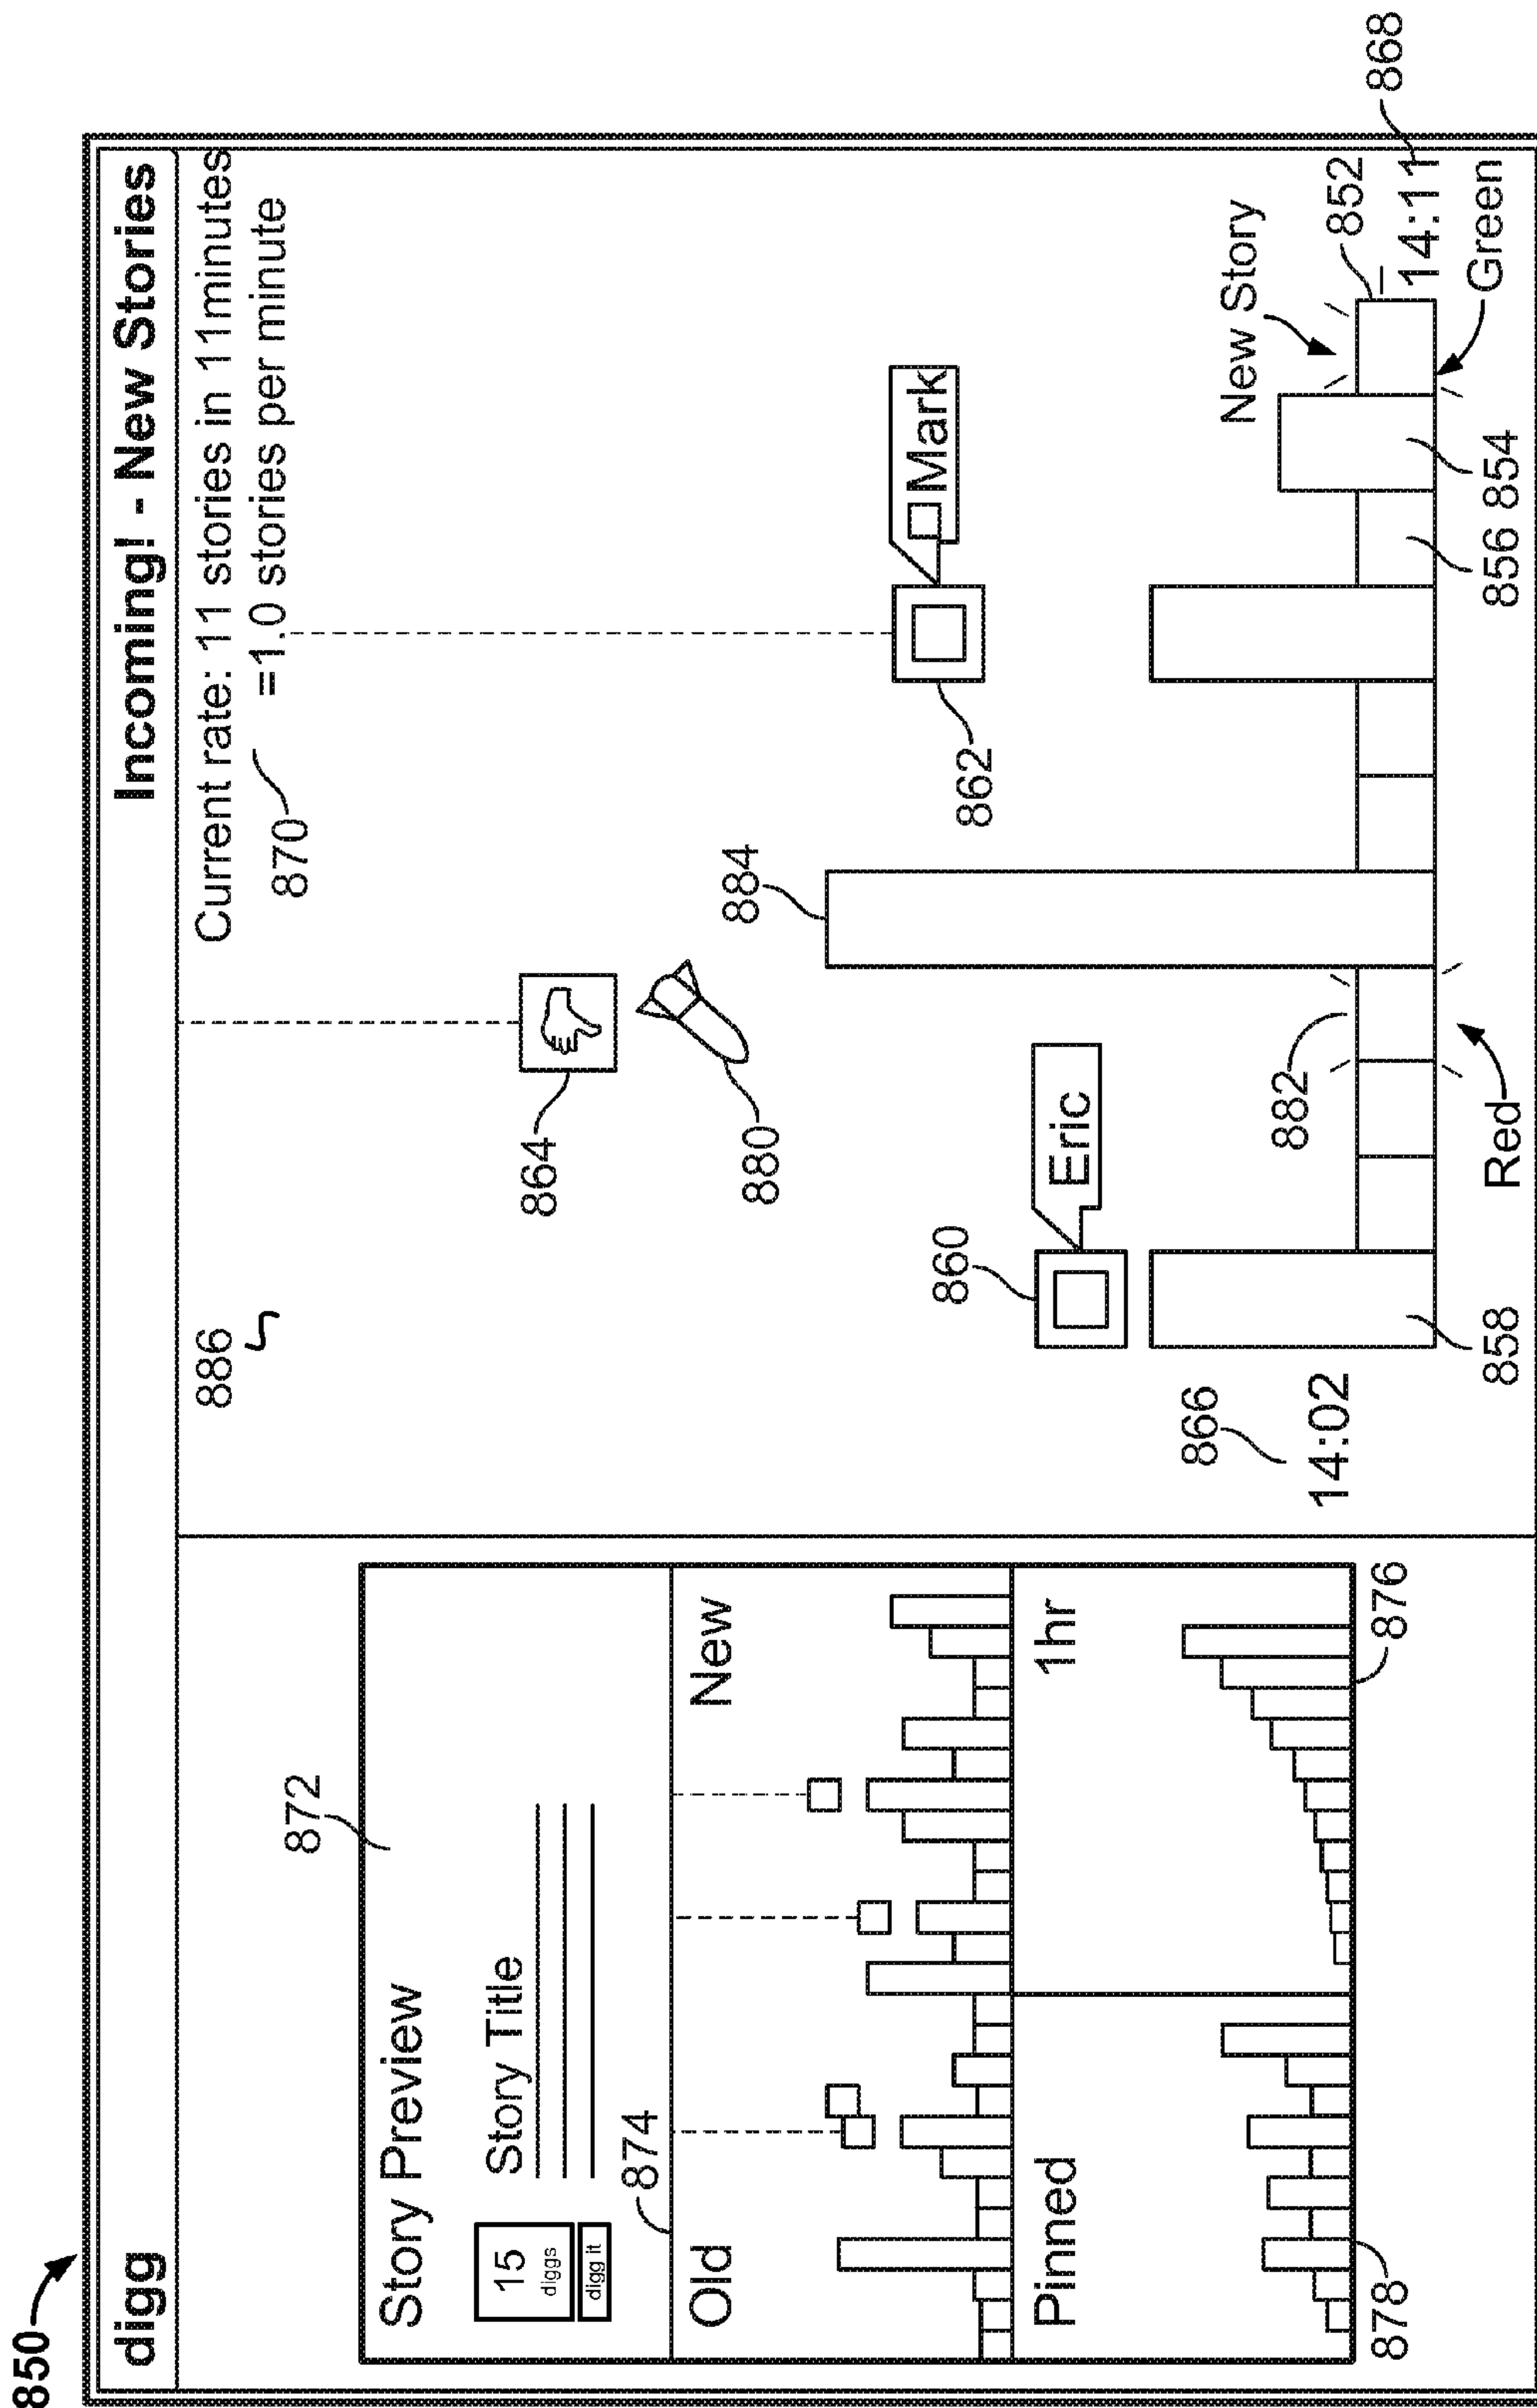 850
digg
Incoming! - New Stories
872
Story Preview
15
diggs
digg it
Story Title
874
Old
New
Pinned
1hr
878
876
886
Current rate: 11 stories in 11minutes
870
=1.0 stories per minute
864
880
884
862
Mark
860
Eric
866
14:02
858
882
Red
New Story
852
14:11
868
Green
856
854